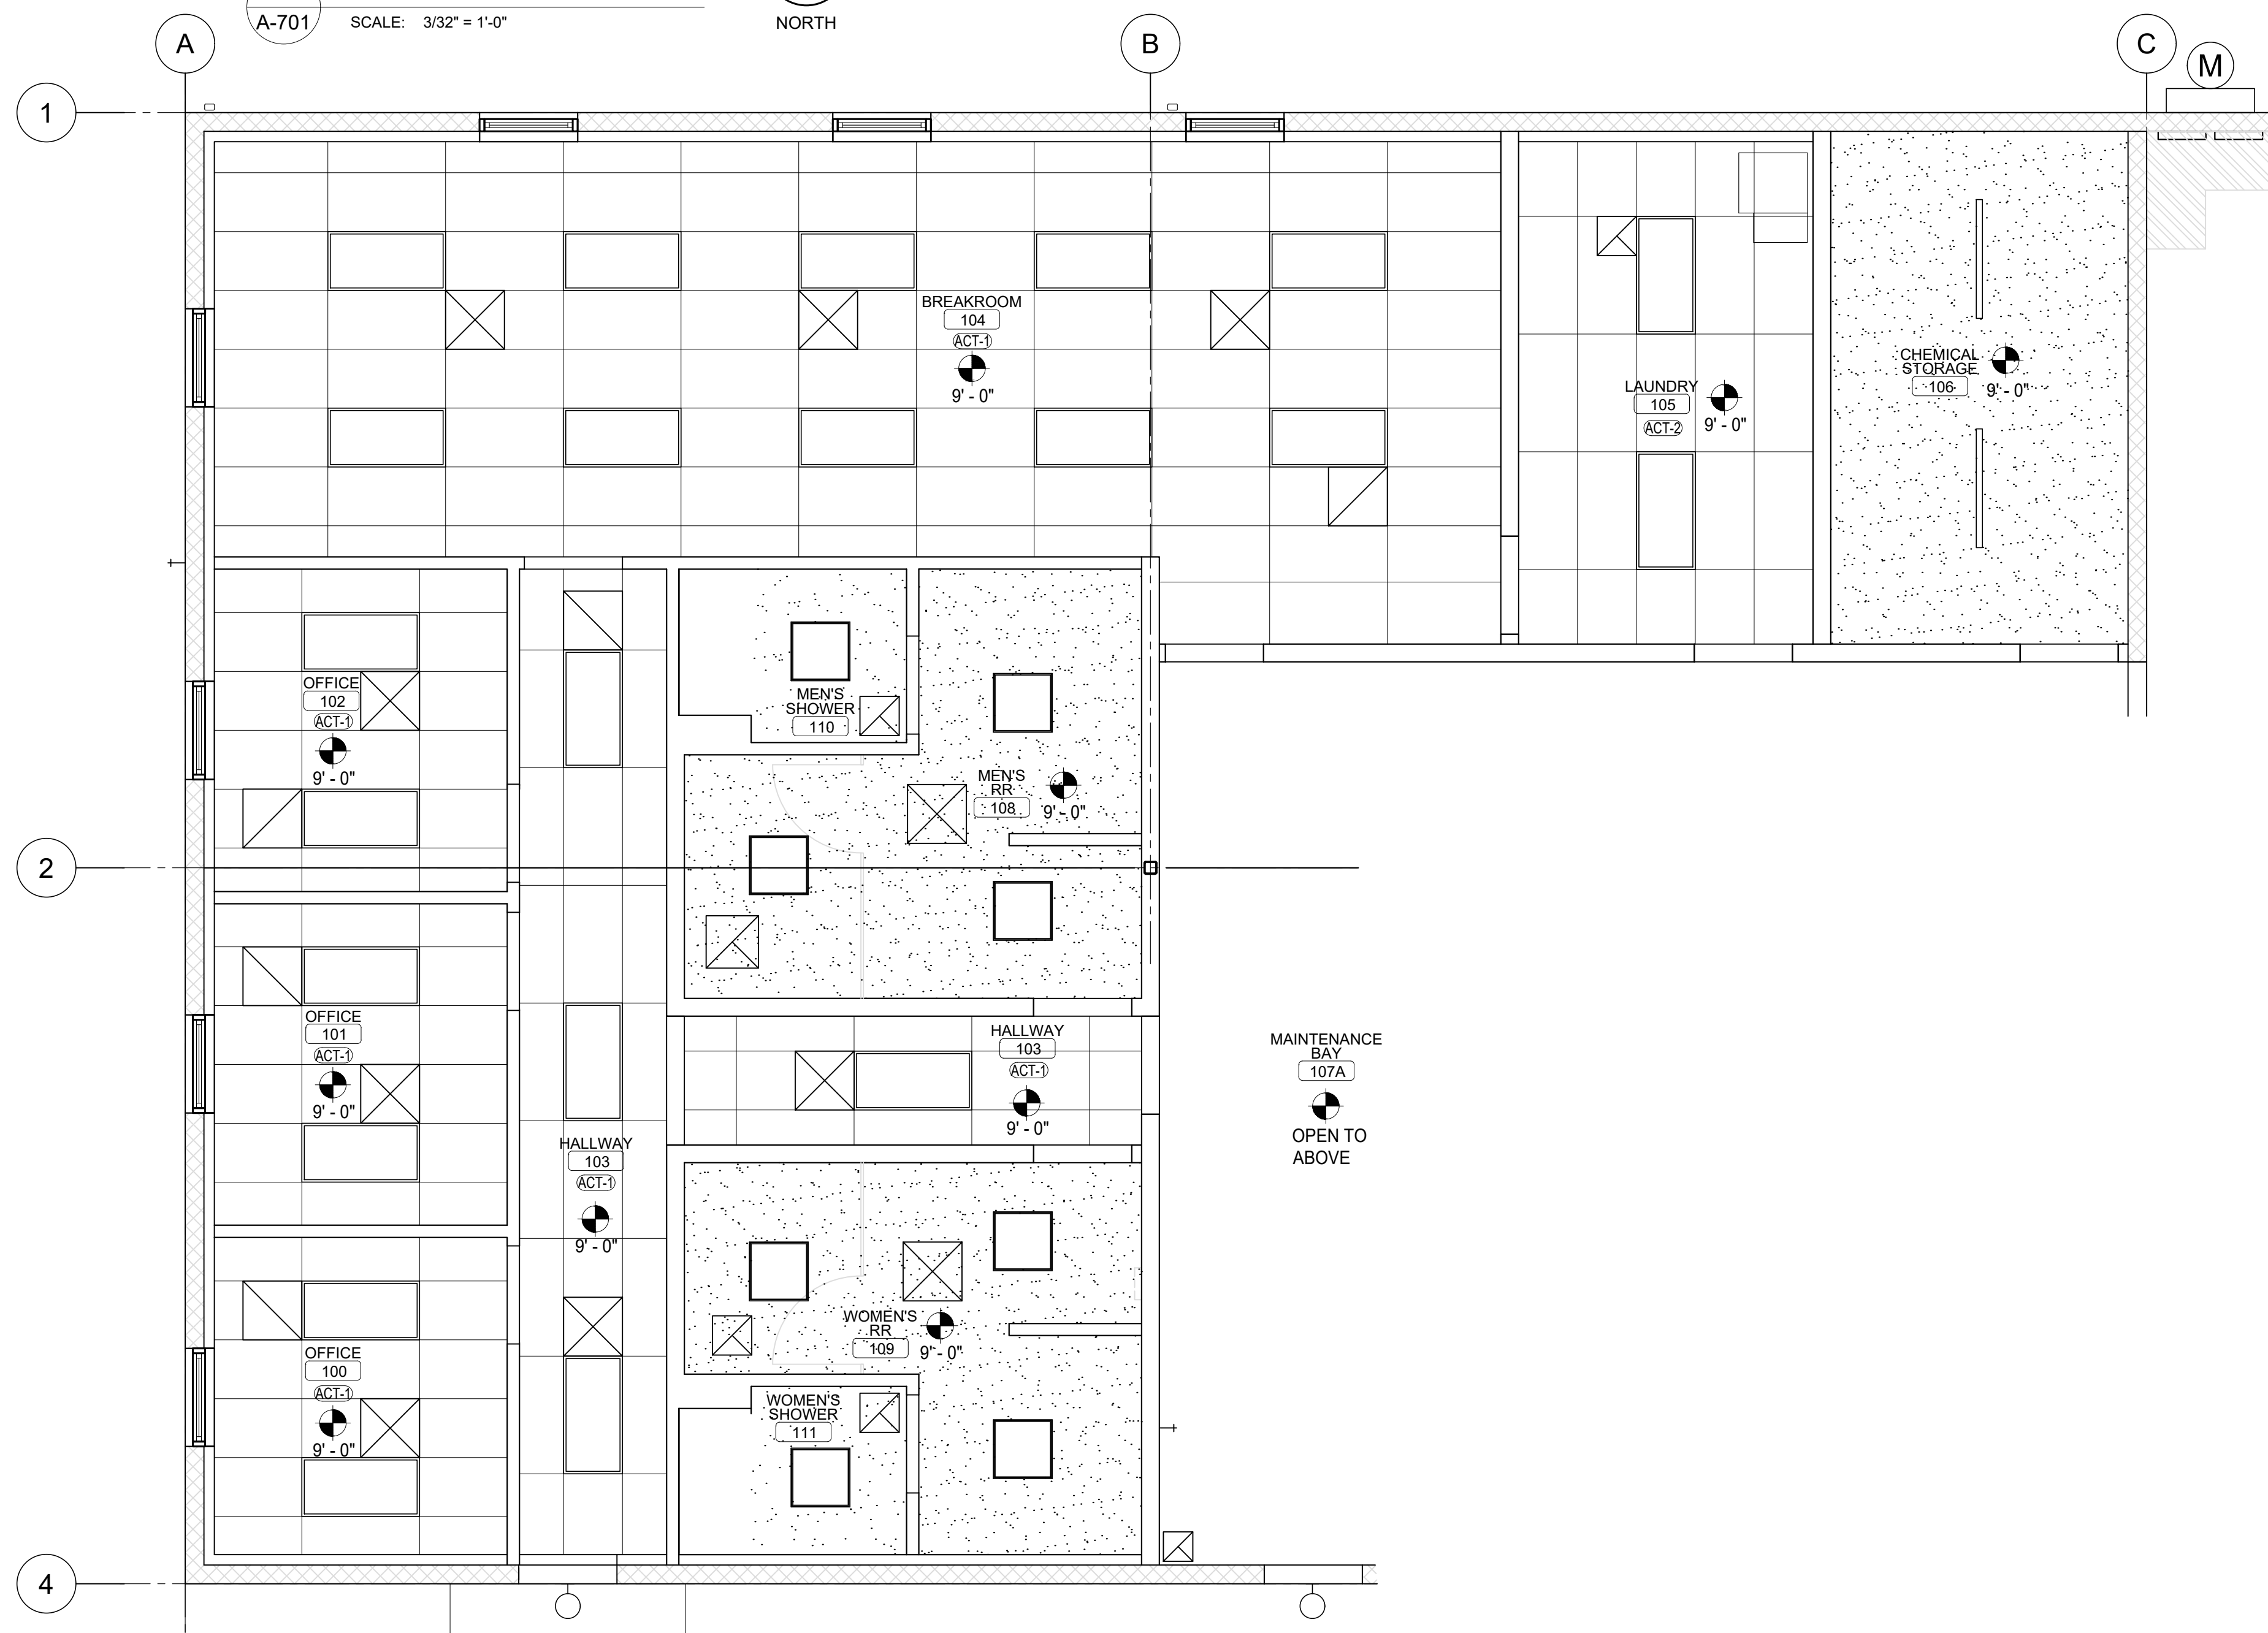 A-701
SCALE: 3/32" = 1'-0"
NORTH
A
B
C
M
1
BREAKROOM
104
ACT-1
9' - 0"
LAUNDRY
105
ACT-2
9' - 0"
CHEMICAL
STORAGE
106
9' - 0"
OFFICE
102
ACT-1
9' - 0"
MEN'S
SHOWER
110
MEN'S
RR
108
9' - 0"
2
OFFICE
101
ACT-1
9' - 0"
HALLWAY
103
ACT-1
9' - 0"
MAINTENANCE
BAY
107A
OPEN TO
ABOVE
HALLWAY
103
ACT-1
9' - 0"
WOMEN'S
RR
109
9' - 0"
OFFICE
100
ACT-1
9' - 0"
WOMEN'S
SHOWER
111
4